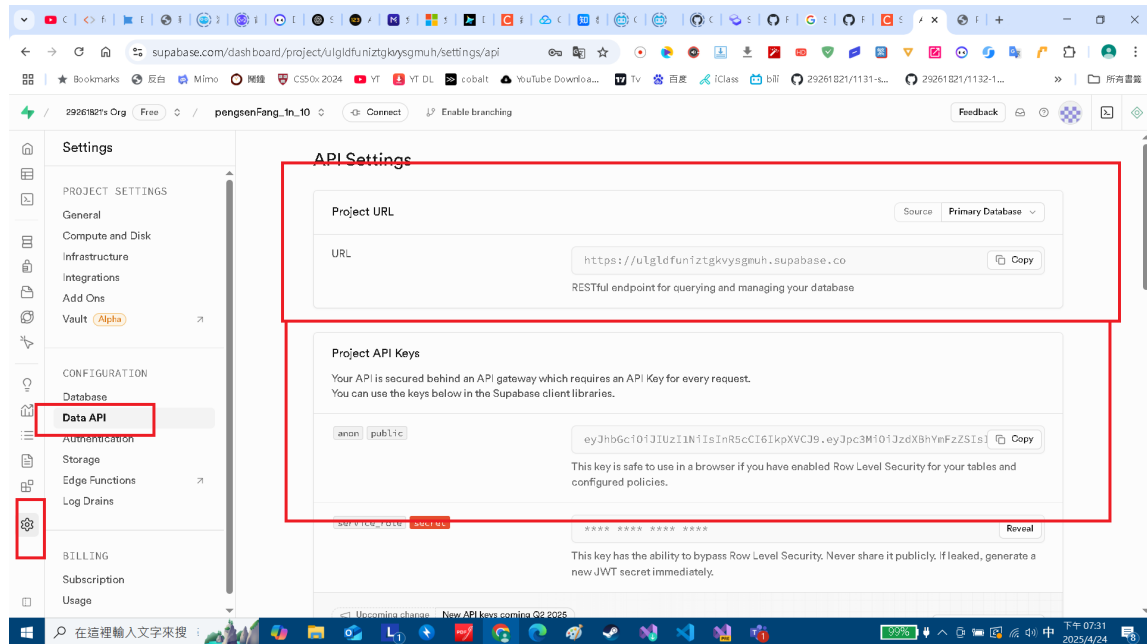 supabase.com/dashboard/project/ulgldfuniztgkvysgmuh/settings/api
Bookmarks 反白 Mimo 鬧鐘 CS50x 2024 YT YT DL cobalt YouTube Downloa... Tv 百度 iClass bili 29261821/1131-s... 29261821/1132-1... » 所有書籤
/ 29261821's Org Free / pengsenFang_1n_10 Connect Enable branching Feedback
Settings
PROJECT SETTINGS
General
Compute and Disk
Infrastructure
Integrations
Add Ons
Vault Alpha
CONFIGURATION
Database
Data API
Authentication
Storage
Edge Functions
Log Drains
BILLING
Subscription
Usage
API Settings
Project URL
Source Primary Database
URL
https://ulgldfuniztgkvysgmuh.supabase.co
Copy
RESTful endpoint for querying and managing your database
Project API Keys
Your API is secured behind an API gateway which requires an API Key for every request.
You can use the keys below in the Supabase client libraries.
anon public
eyJhbGciOiJIUzI1NiIsInR5cCI6IkpXVCJ9.eyJpc3MiOiJzdXBhYmFzZSIsI
Copy
This key is safe to use in a browser if you have enabled Row Level Security for your tables and
configured policies.
service_role secret
**** **** **** ****
Reveal
This key has the ability to bypass Row Level Security. Never share it publicly. If leaked, generate a
new JWT secret immediately.
Upcoming change New API keys coming Q2 2025
在這裡輸入文字來搜
99%
中
下午 07:31
2025/4/24